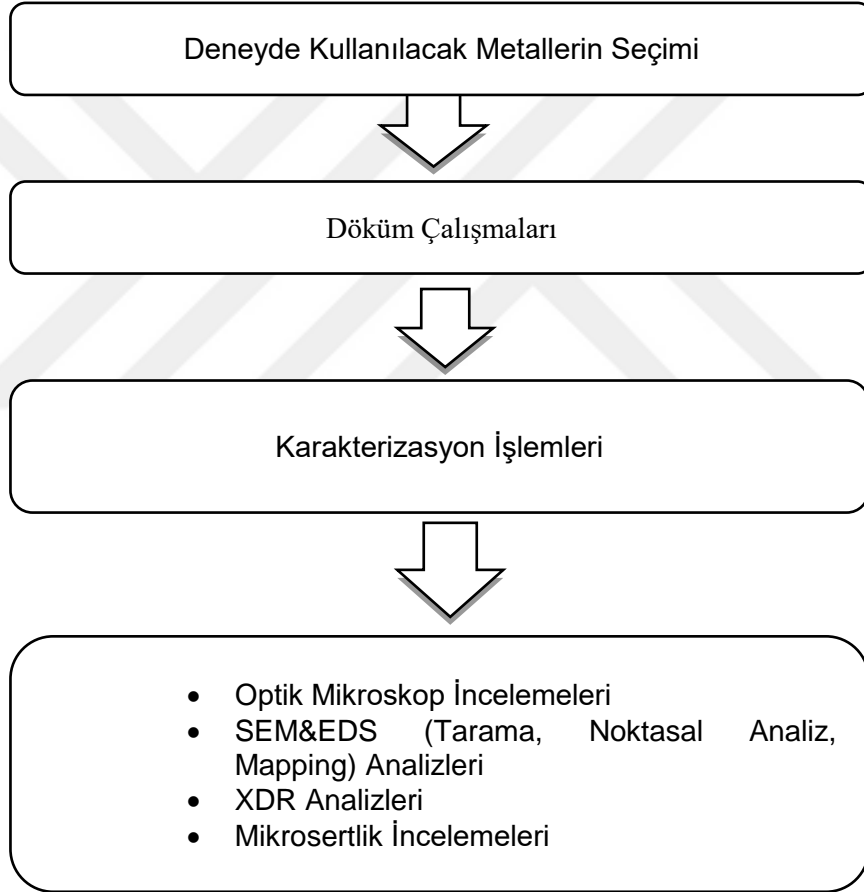 Deneyde Kullanılacak Metallerin Seçimi
Döküm Çalışmaları
Karakterizasyon İşlemleri
• Optik Mikroskop İncelemeleri
• SEM&EDS (Tarama, Noktasal Analiz,
Mapping) Analizleri
• XDR Analizleri
• Mikrosertlik İncelemeleri